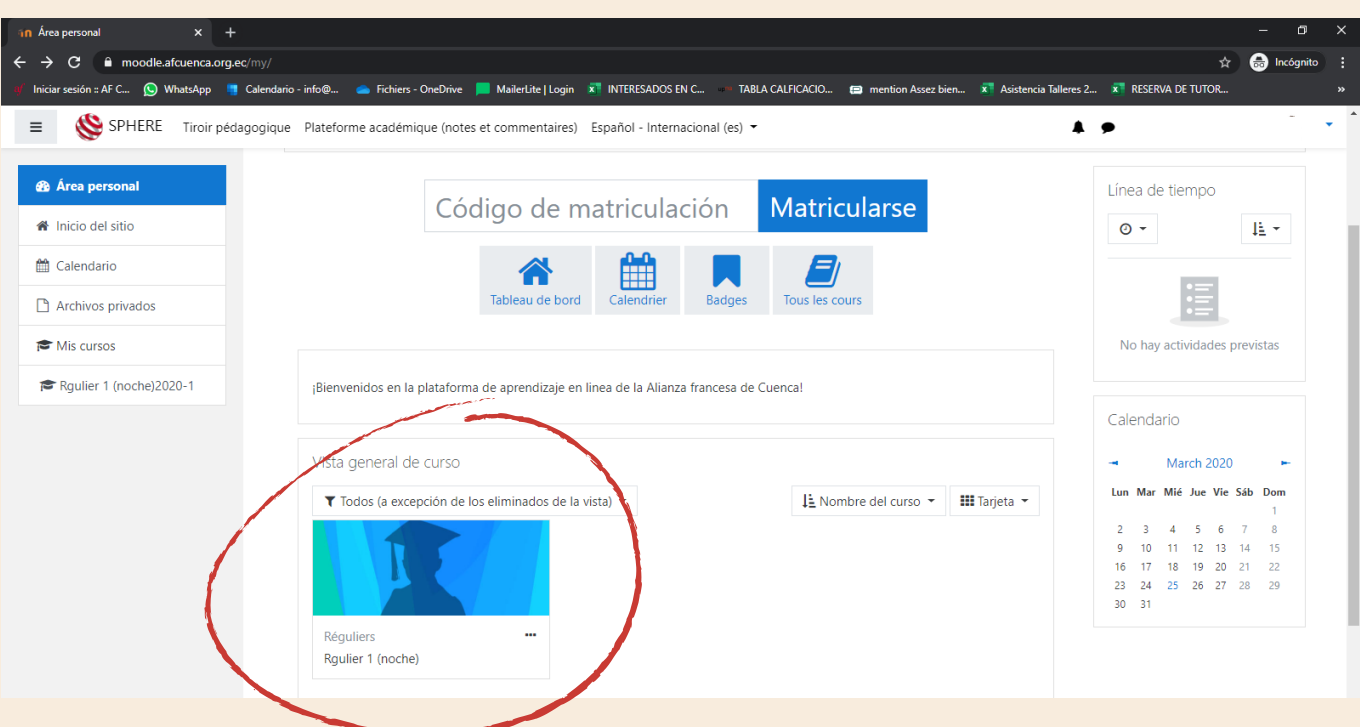 Área personal
moodle.afcuenca.org.ec/my/
Incógnito
Iniciar sesión :: AF C... WhatsApp Calendario - info@... Fichiers - OneDrive MailerLite | Login INTERESADOS EN C... TABLA CALFICACIO... mention Assez bien... Asistencia Talleres 2... RESERVA DE TUTOR... »
SPHERE Tiroir pédagogique Plateforme académique (notes et commentaires) Español - Internacional (es)
Área personal
Inicio del sitio
Calendario
Archivos privados
Mis cursos
Rgulier 1 (noche)2020-1
Código de matriculación Matricularse
Tableau de bord Calendrier Badges Tous les cours
¡Bienvenidos en la plataforma de aprendizaje en linea de la Alianza francesa de Cuenca!
Vista general de curso
Todos (a excepción de los eliminados de la vista)
Nombre del curso Tarjeta
Réguliers
Rgulier 1 (noche)
Línea de tiempo
No hay actividades previstas
Calendario
March 2020
Lun Mar Mié Jue Vie Sáb Dom
1
2 3 4 5 6 7 8
9 10 11 12 13 14 15
16 17 18 19 20 21 22
23 24 25 26 27 28 29
30 31